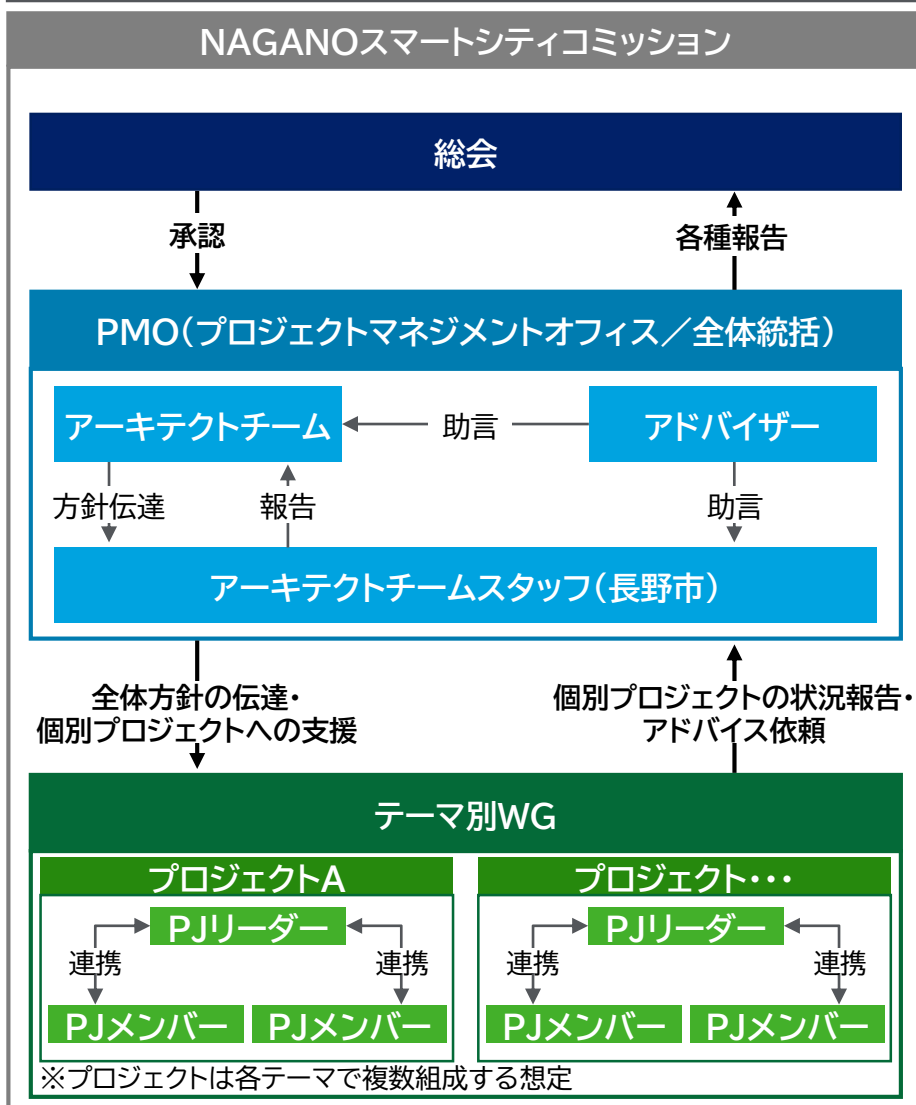 NAGANOスマートシティコミッション
総会
承認
各種報告
PMO(プロジェクトマネジメントオフィス／全体統括)
アーキテクトチーム
助言
アドバイザー
方針伝達
報告
助言
アーキテクトチームスタッフ(長野市)
全体方針の伝達・
個別プロジェクトへの支援
個別プロジェクトの状況報告・
アドバイス依頼
テーマ別WG
プロジェクトA
PJリーダー
連携
連携
PJメンバー
PJメンバー
プロジェクト・・・
PJリーダー
連携
連携
PJメンバー
PJメンバー
※プロジェクトは各テーマで複数組成する想定